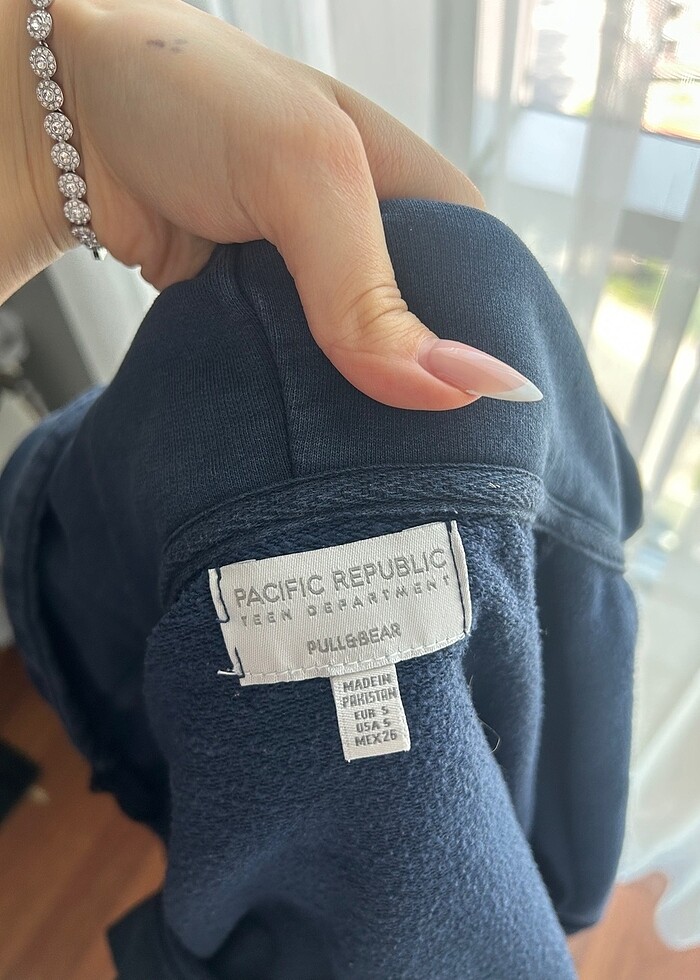 PACIFIC REPUBLIC
TEEN DEPARTMENT
PULL&BEAR
MADE IN
PAKISTAN
EUR S
USA S
MEX 26